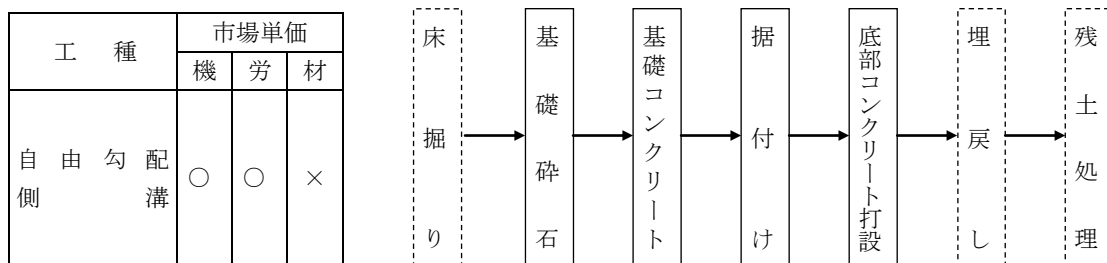 工種
市場単価
機
労
材
自由勾配
側溝
○
○
×
床掘り
基礎砕石
基礎コンクリート
据付け
底部コンクリート打設
埋戻し
残土処理